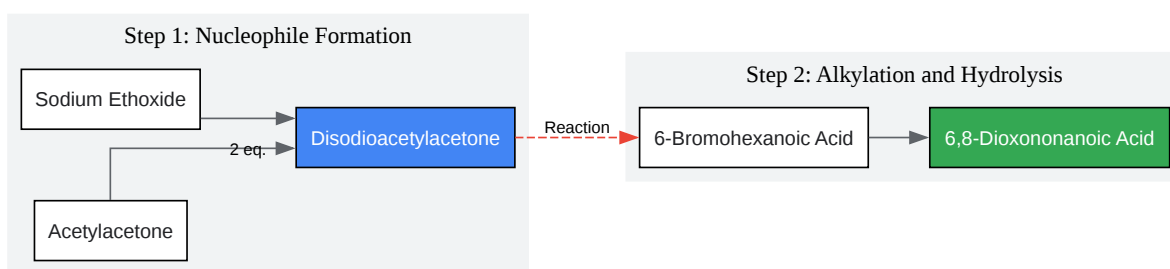 Step 1: Nucleophile Formation
Sodium Ethoxide
2 eq.
Acetylacetone
Disodioacetylacetone
Reaction
Step 2: Alkylation and Hydrolysis
6-Bromohexanoic Acid
6,8-Dioxononanoic Acid